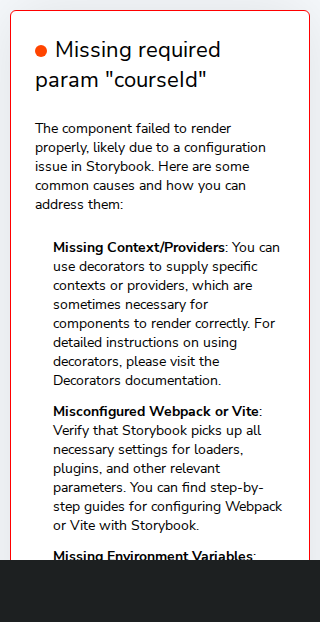 Missing required
param "courseId"
The component failed to render
properly, likely due to a configuration
issue in Storybook. Here are some
common causes and how you can
address them:
Missing Context/Providers: You can
use decorators to supply specific
contexts or providers, which are
sometimes necessary for
components to render correctly. For
detailed instructions on using
decorators, please visit the
Decorators documentation.
Misconfigured Webpack or Vite:
Verify that Storybook picks up all
necessary settings for loaders,
plugins, and other relevant
parameters. You can find step-by-
step guides for configuring Webpack
or Vite with Storybook.
Missing Environment Variables: